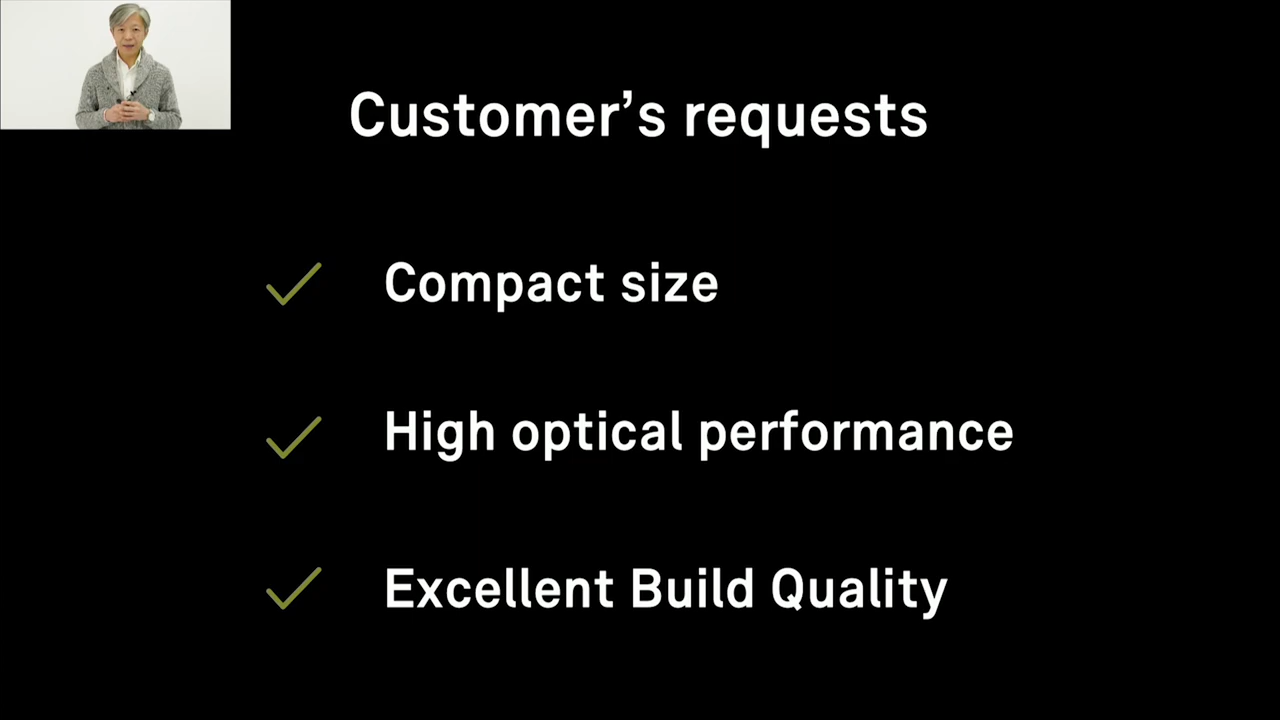 Customer’s requests
Compact size
High optical performance
Excellent Build Quality